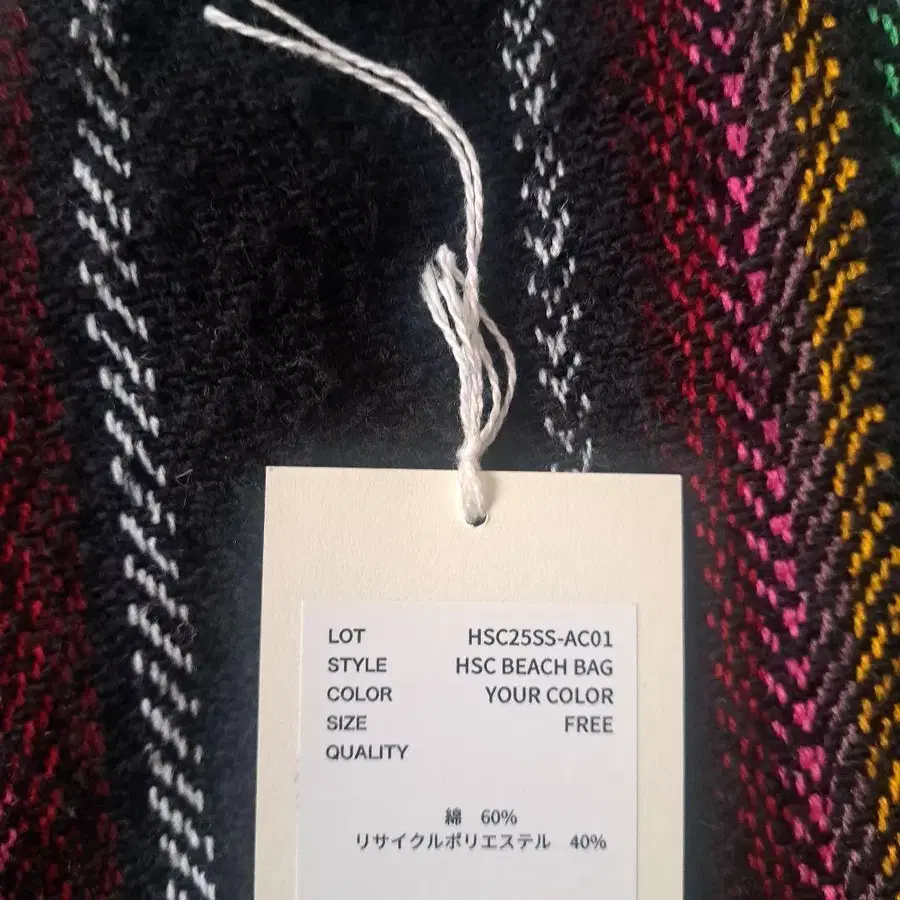 LOT HSC25SS-AC01
STYLE HSC BEACH BAG
COLOR YOUR COLOR
SIZE FREE
QUALITY
綿 60%
リサイクルポリエステル 40%